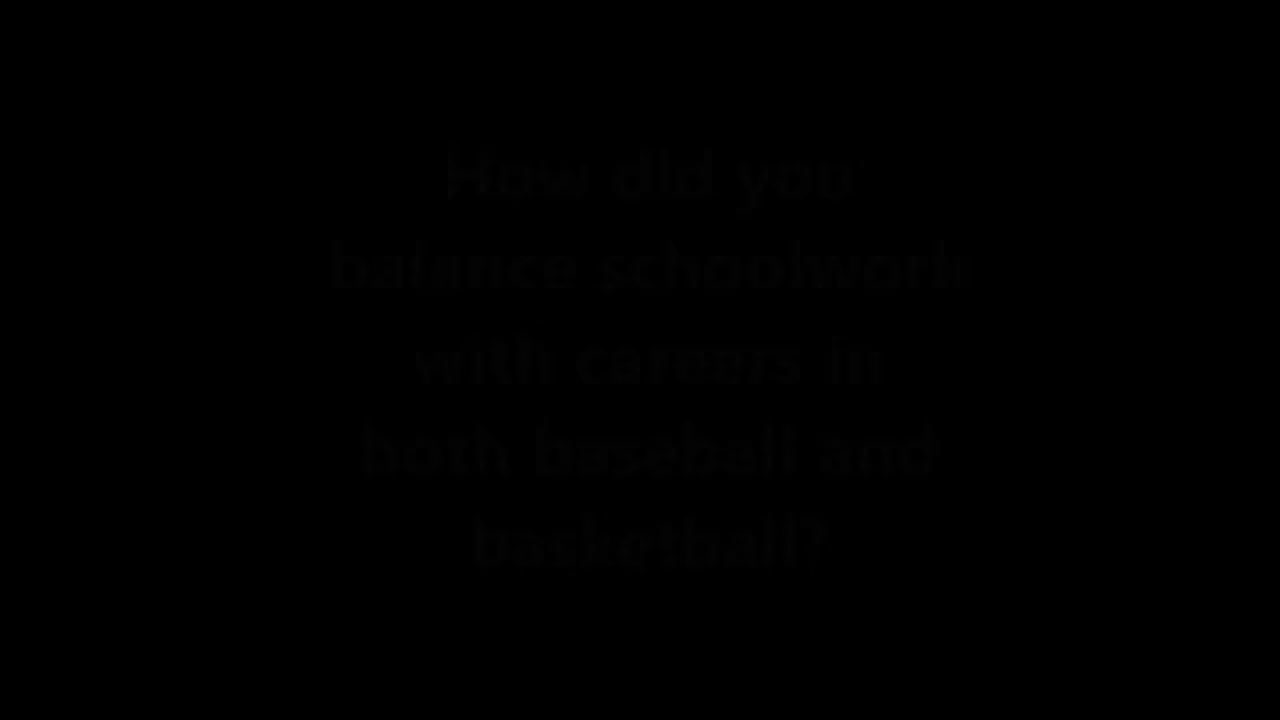 How did you
balance schoolwork
with careers in
both baseball and
basketball?